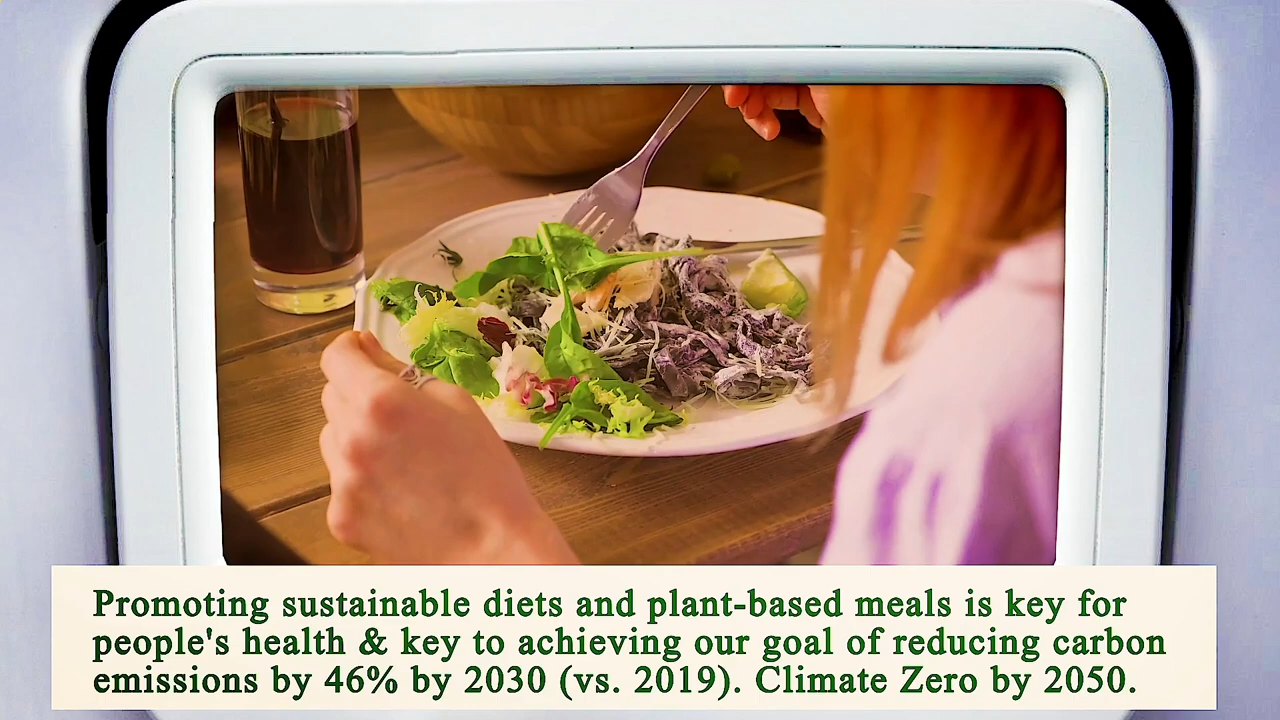 Promoting sustainable diets and plant-based meals is key for
people's health & key to achieving our goal of reducing carbon
emissions by 46% by 2030 (vs. 2019). Climate Zero by 2050.